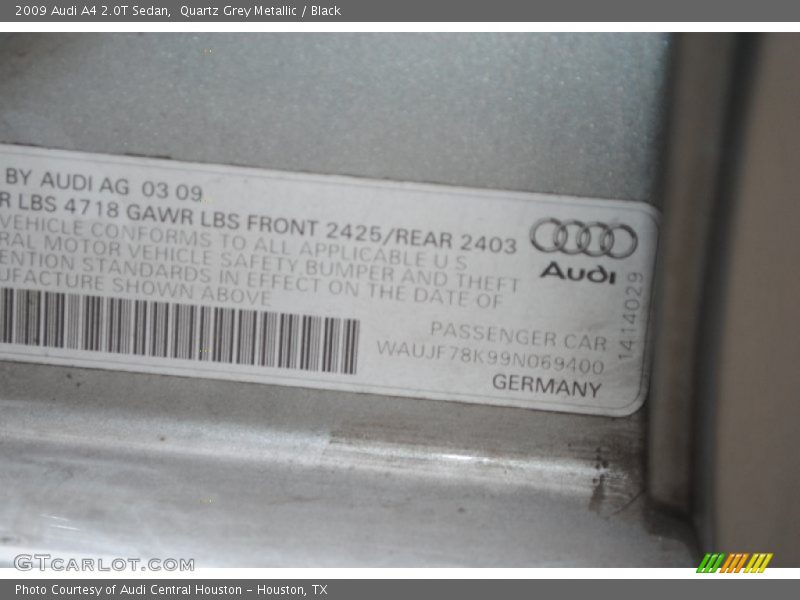 2009 Audi A4 2.0T Sedan,  Quartz Grey Metallic / Black
BY AUDI AG  03 09
R LBS 4718 GAWR LBS FRONT 2425/REAR 2403
VEHICLE CONFORMS TO ALL APPLICABLE U S
RAL MOTOR VEHICLE SAFETY, BUMPER AND THEFT
ENTION STANDARDS IN EFFECT ON THE DATE OF
UFACTURE SHOWN ABOVE
Audi
1414029
PASSENGER CAR
WAUJF78K99N069400
GERMANY
GTCARLOT.COM
Photo Courtesy of Audi Central Houston - Houston, TX